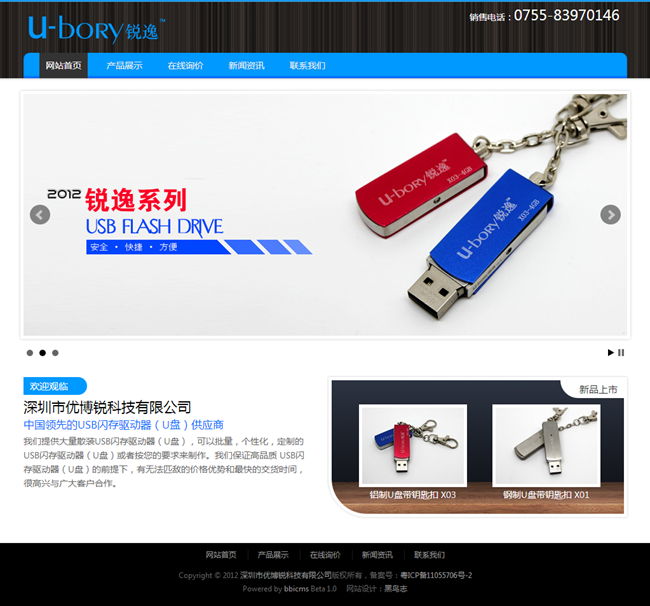 u-bory 锐逸™
销售电话：0755-83970146
网站首页 产品展示 在线询价 新闻资讯 联系我们
2012 锐逸系列
USB FLASH DRIVE
安全 • 快捷 • 方便
u-bory锐逸™
X03-4GB
u-bory锐逸™
X03-4GB
欢迎观临
新品上市
深圳市优博锐科技有限公司
中国领先的USB闪存驱动器（U盘）供应商
我们提供大量散装USB闪存驱动器（U盘），可以批量，个性化，定制的
USB闪存驱动器（U盘）或者按您的要求来制作。我们保证高品质 USB闪
存驱动器（U盘）的前提下，有无法匹敌的价格优势和最快的交货时间，
很高兴与广大客户合作。
铝制U盘带钥匙扣 X03
钢制U盘带钥匙扣 X01
网站首页 产品展示 在线询价 新闻资讯 联系我们
Copyright © 2012 深圳市优博锐科技有限公司版权所有，备案号：粤ICP备11055706号-2
Powered by bbicms Beta 1.0 网站设计：黑鸟志